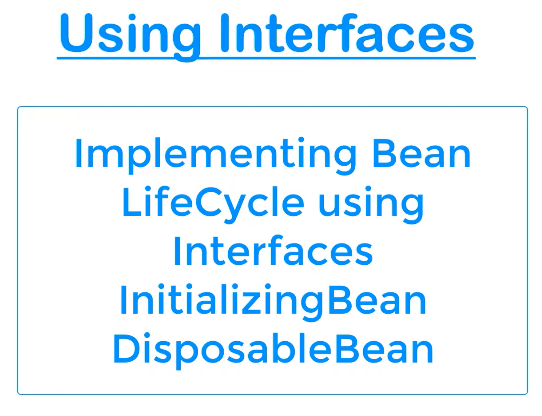 Using Interfaces
Implementing Bean
LifeCycle using
Interfaces
InitializingBean
DisposableBean